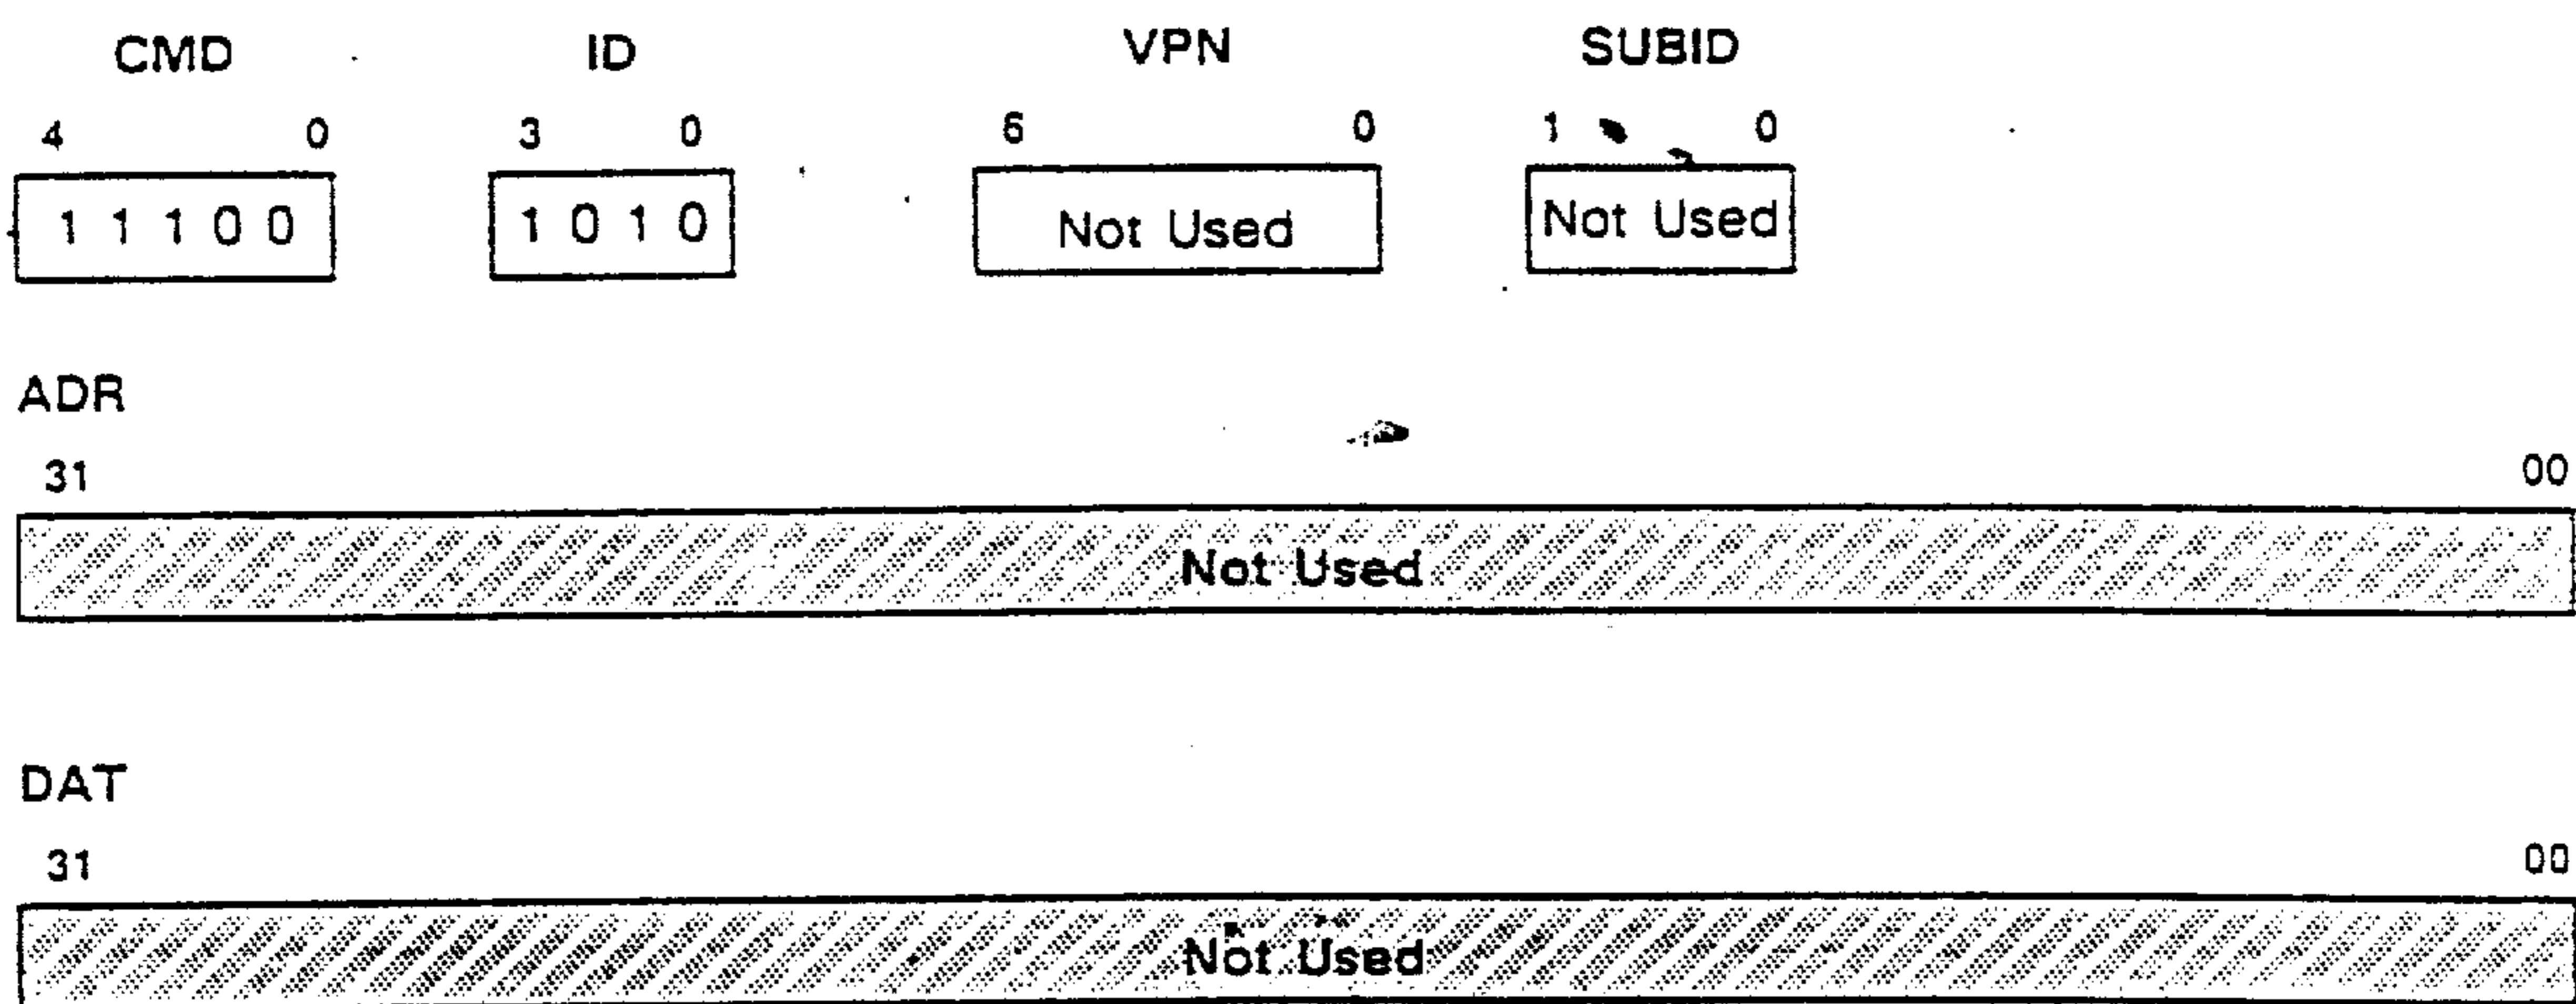 CMD ID VPN SUBID
4 0 3 0 6 0 1 0
1 1 1 0 0 1 0 1 0 Not Used Not Used
ADR
31 00
Not Used
DAT
31 00
Not Used